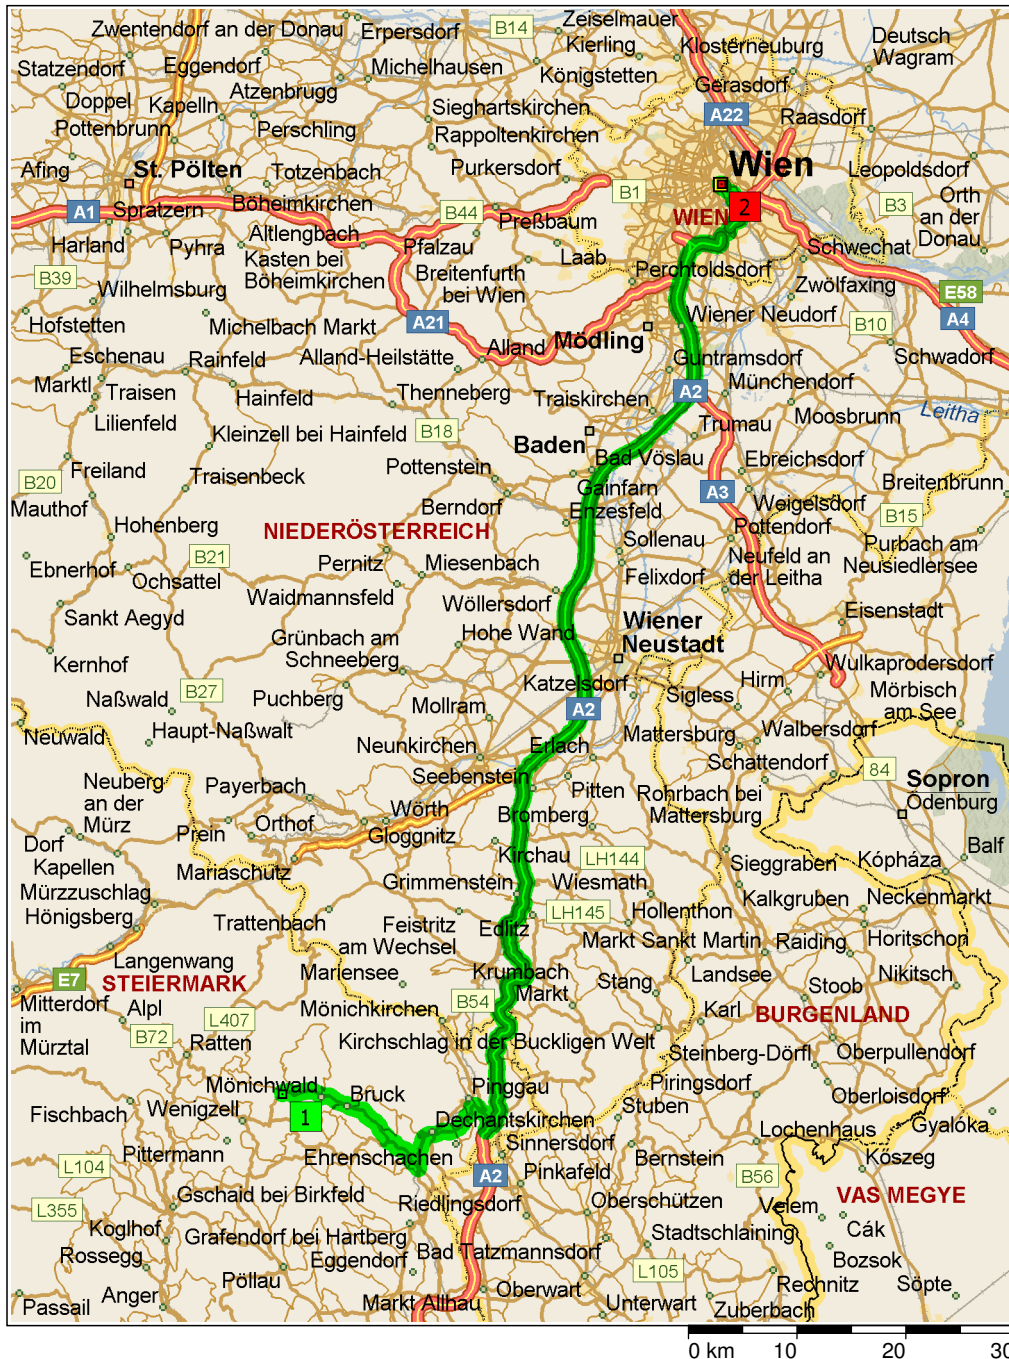 Zwentendorf an der Donau
Erpersdorf
B14
Zeiselmauer
Kierling
Klosterneuburg
Deutsch
Wagram
Statzendorf
Eggendorf
Michelhausen
Königstetten
Gerasdorf
Doppel
Kapelln
Atzenbrugg
Sieghartskirchen
A22
Raasdorf
Pottenbrunn
Perschling
Rappoltenkirchen
Afing
St. Pölten
Totzenbach
Purkersdorf
B1
Wien
Leopoldsdorf
A1
Spratzern
Böheimkirchen
B44
Preßbaum
WIEN
2
B3
Orth
an der
Donau
Harland
Pyhra
Altlengbach
Pfalzau
Laab
Schwechat
B39
Kasten bei
Böheimkirchen
Breitenfurth
bei Wien
Perchtoldsdorf
Zwölfaxing
E58
Wilhelmsburg
A4
Hofstetten
Michelbach Markt
A21
Mödling
Wiener Neudorf
B10
Eschenau
Rainfeld
Alland-Heilstätte
Alland
Guntramsdorf
Schwadorf
Marktl
Traisen
Hainfeld
Thenneberg
Traiskirchen
A2
Münchendorf
Lilienfeld
Kleinzell bei Hainfeld
B18
Trumau
Moosbrunn
Leitha
Baden
Freiland
Traisenbeck
Pottenstein
Bad Vöslau
Ebreichsdorf
B20
Mauthof
Gainfarn
A3
Breitenbrunn
Berndorf
Enzesfeld
Weigelsdorf
B15
Hohenberg
NIEDERÖSTERREICH
Sollenau
Pottendorf
Purbach am
Neusiedlersee
B21
Ebnerhof
Ochsattel
Pernitz
Miesenbach
Felixdorf
Neufeld an
der Leitha
Waidmannsfeld
Wöllersdorf
Sankt Aegyd
Grünbach am
Schneeberg
Hohe Wand
Wiener
Neustadt
Eisenstadt
Kernhof
Wulkaprodersdorf
Naßwald
B27
Puchberg
Katzelsdorf
Sigless
Hirm
Mörbisch
am See
Mollram
A2
Neuwald
Haupt-Naßwalt
Neunkirchen
Erlach
Mattersburg
Walbersdorf
Schattendorf
84
Neuberg
an der
Mürz
Payerbach
Seebenstein
Pitten
Rohrbach bei
Mattersburg
Sopron
Ödenburg
Wörth
Bromberg
Dorf
Prein
Orthof
Gloggnitz
Kapellen
Mariaschutz
Kirchau
LH144
Sieggraben
Kópháza
Balf
Mürzzuschlag
Grimmenstein
Wiesmath
Kalkgruben
Neckenmarkt
Hönigsberg
Trattenbach
Feistritz
am Wechsel
Edlitz
LH145
Hollenthon
Langenwang
Markt Sankt Martin
Raiding
Horitschon
E7
STEIERMARK
Mariensee
Krumbach
Markt
Stang
Landsee
Nikitsch
Stoob
Mitterdorf
im
Mürztal
Alpl
L407
Mönichkirchen
B54
Karl
BURGENLAND
B72
Ratten
Kirchschlag in der Buckligen Welt
Steinberg-Dörfl
Oberpullendorf
Mönichwald
Bruck
Pinggau
Piringsdorf
Oberloisdorf
Fischbach
Wenigzell
1
Dechantskirchen
Stuben
Lochenhaus
Gyalóka
Pittermann
Ehrenschachen
Sinnersdorf
L104
A2
Pinkafeld
Bernstein
B56
Kőszeg
L355
Gschaid bei Birkfeld
Riedlingsdorf
Oberschützen
VAS MEGYE
Velem
Koglhof
Grafendorf bei Hartberg
Stadtschlaining
Cák
Rossegg
Eggendorf
Bad Tatzmannsdorf
Bozsok
Pöllau
L105
Passail
Anger
Markt Allhau
Oberwart
Unterwart
Rechnitz
Söpte
Zuberbach
0 km
10
20
30